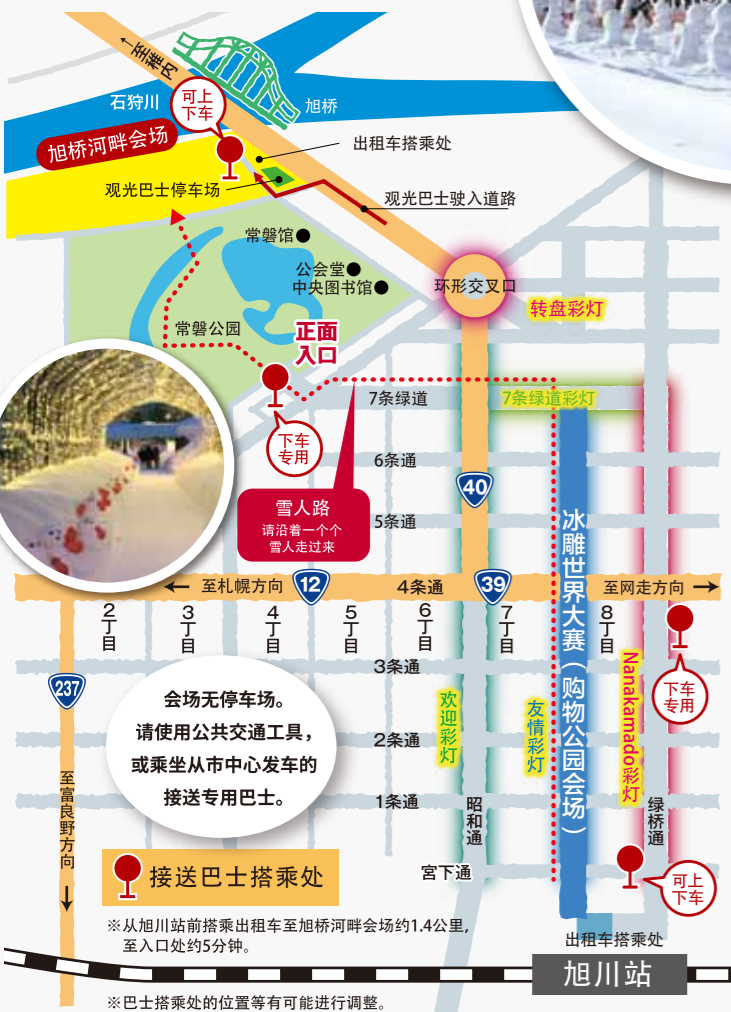 ↑至稚内
石狩川
可上
下车
旭桥
旭桥河畔会场
出租车搭乘处
观光巴士停车场
观光巴士驶入道路
常磐馆
公会堂
中央图书馆
环形交叉口
转盘彩灯
常磐公园
正面
入口
7条绿道
7条绿道彩灯
下车
专用
6条通
40
雪人路
请沿着一个个
雪人走过来
5条通
冰雕世界大赛（购物公园会场）
←至札幌方向
12
4条通
39
至网走方向→
2丁目
3丁目
4丁目
5丁目
6丁目
7丁目
8丁目
3条通
237
下车
专用
会场无停车场。
请使用公共交通工具，
或乘坐从市中心发车的
接送专用巴士。
欢迎彩灯
友情彩灯
Nanakamado彩灯
2条通
至富良野方向→
1条通
昭和通
绿桥通
宫下通
接送巴士搭乘处
可上
下车
※从旭川站前搭乘出租车至旭桥河畔会场约1.4公里，
至入口处约5分钟。
出租车搭乘处
旭川站
※巴士搭乘处的位置等有可能进行调整。